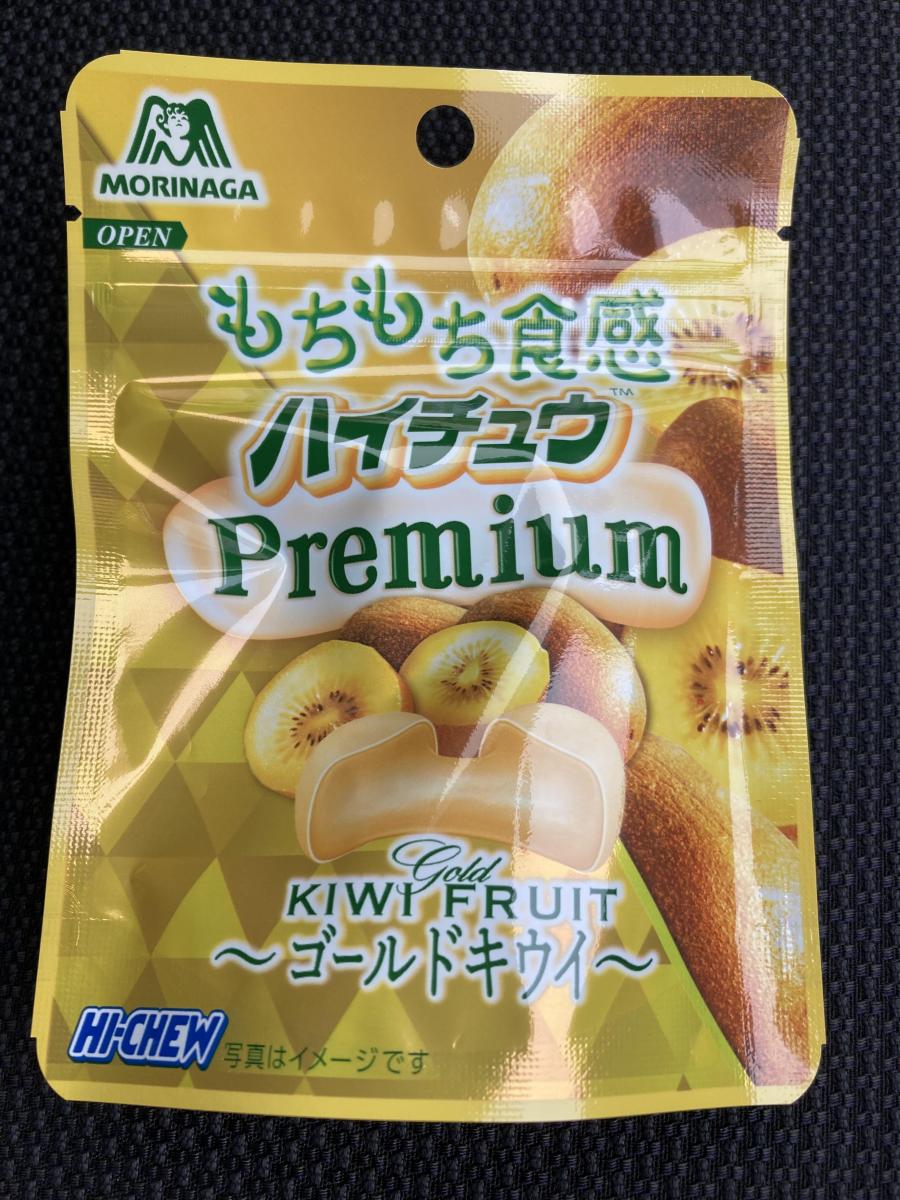 MORINAGA
OPEN
もちもち食感
ハイチュウ™
Premium
Gold
KIWI FRUIT
～ゴールドキウイ～
HI-CHEW
写真はイメージです